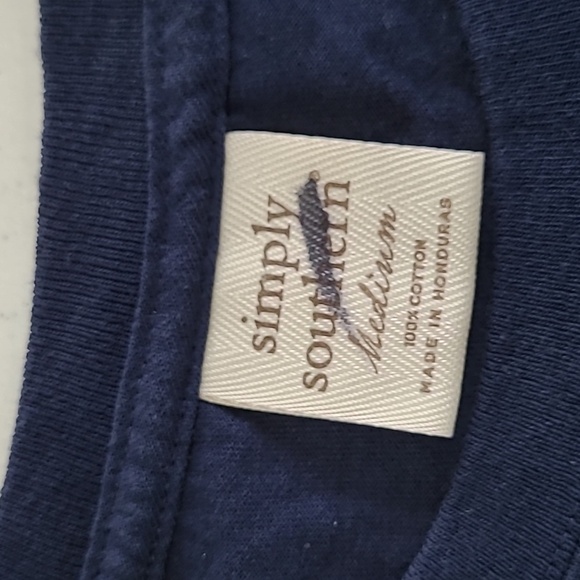 simply
southern®
Medium
100% COTTON
MADE IN HONDURAS